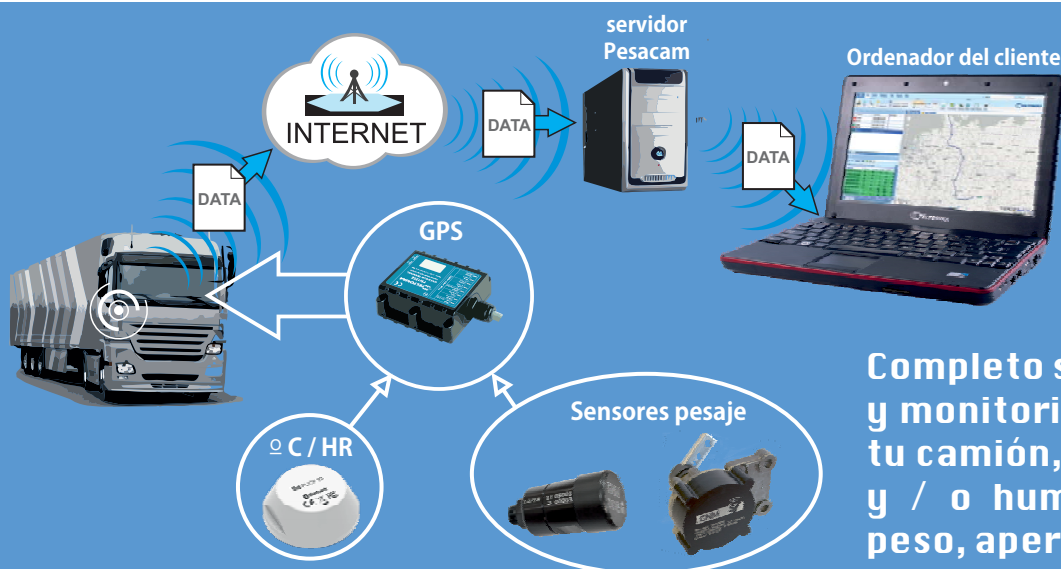 servidor
Pesacam
Ordenador del cliente
INTERNET
DATA
DATA
DATA
DATA
GPS
º C / HR
Sensores pesaje
Completo s
y monitori
tu camión,
y / o hum
peso, aper